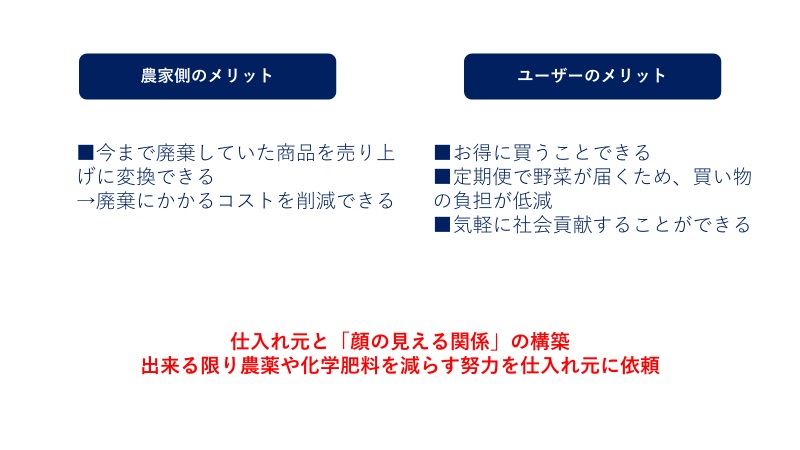 農家側のメリット
ユーザーのメリット
■今まで廃棄していた商品を売り上
げに変換できる
→廃棄にかかるコストを削減できる
■お得に買うことできる
■定期便で野菜が届くため、買い物
の負担が低減
■気軽に社会貢献することができる
仕入れ元と「顔の見える関係」の構築
出来る限り農薬や化学肥料を減らす努力を仕入れ元に依頼